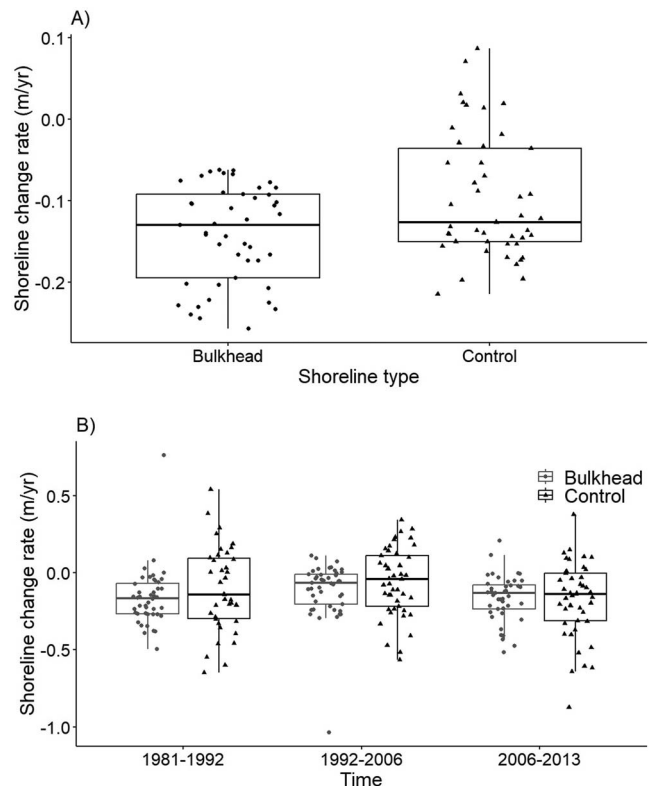 A)
Shoreline change rate (m/yr)
0.1
0.0
-0.1
-0.2
Bulkhead
Control
Shoreline type
B)
Shoreline change rate (m/yr)
0.5
0.0
-0.5
-1.0
Bulkhead
Control
1981-1992
1992-2006
2006-2013
Time